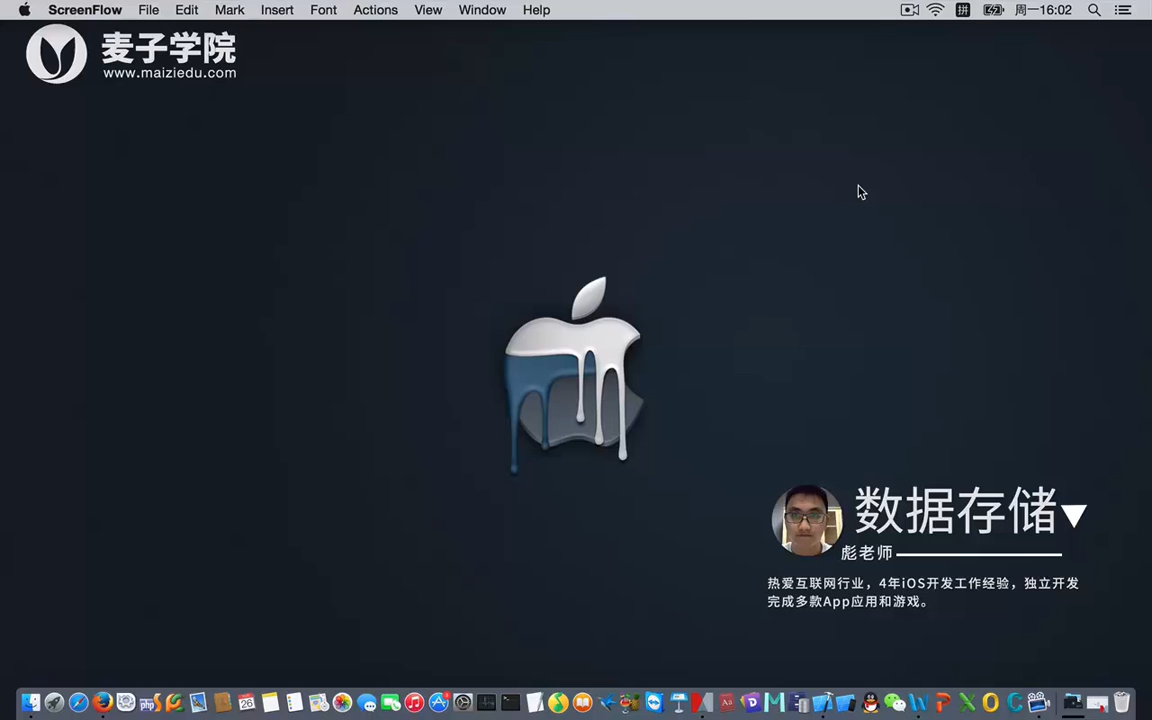 ScreenFlow File Edit Mark Insert Font Actions View Window Help 拼 周一16:02
麦子学院
www.maiziedu.com
数据存储
彪老师
热爱互联网行业，4年iOS开发工作经验，独立开发
完成多款App应用和游戏。
26 php